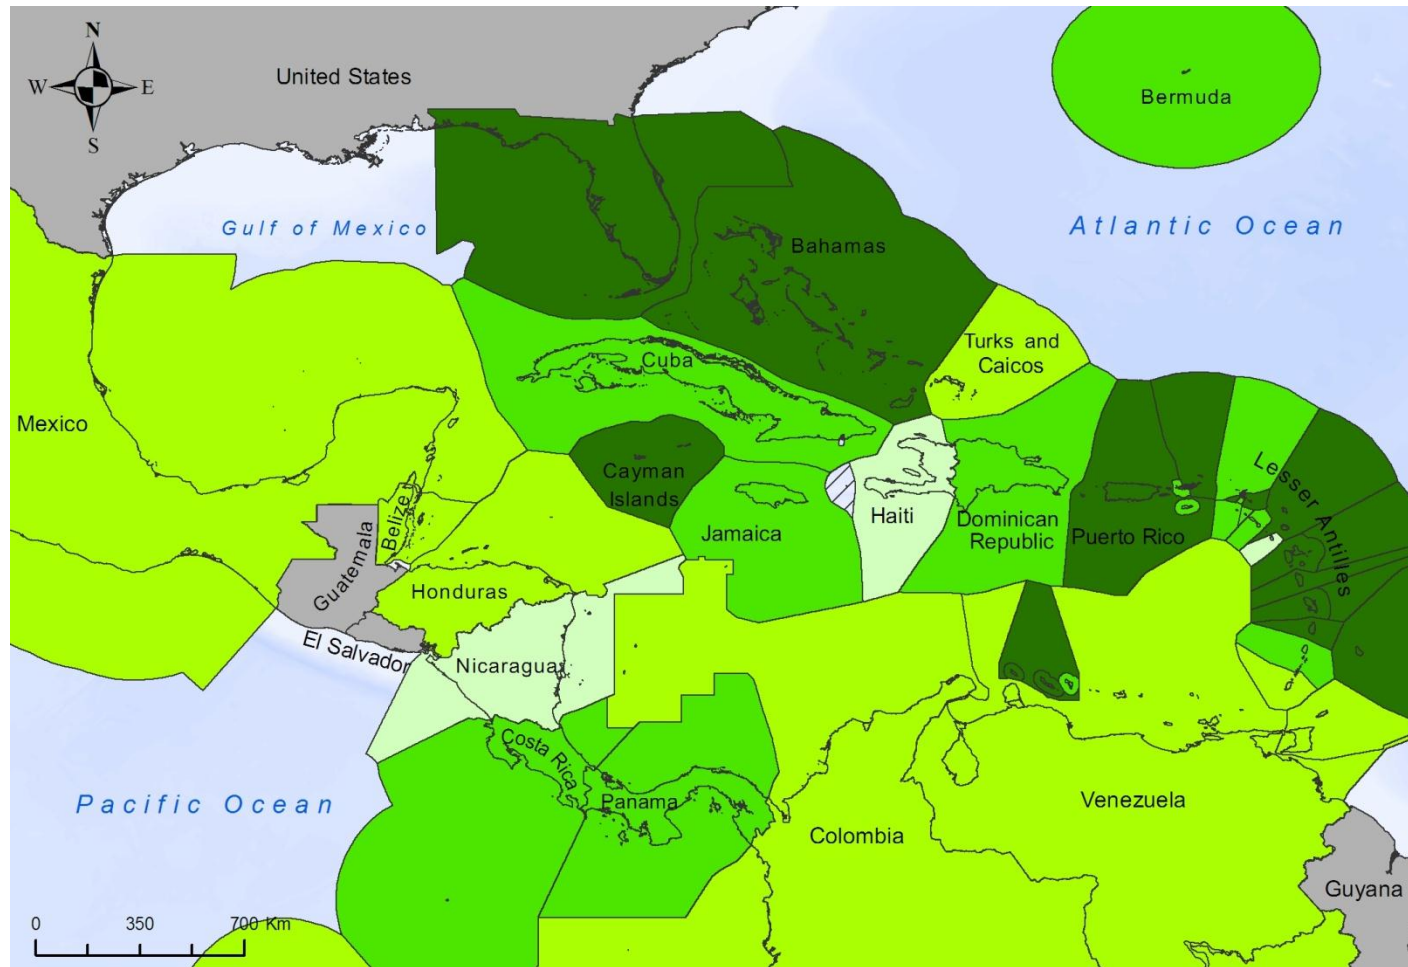 N
W E
S
United States
Bermuda
Gulf of Mexico
Atlantic Ocean
Bahamas
Turks and
Caicos
Cuba
Mexico
Cayman
Islands
Lesser Antilles
Belize
Jamaica
Haiti
Dominican
Republic
Puerto Rico
Guatemala
Honduras
El Salvador
Nicaragua
Costa Rica
Pacific Ocean
Panama
Colombia
Venezuela
Guyana
0 350 700 Km